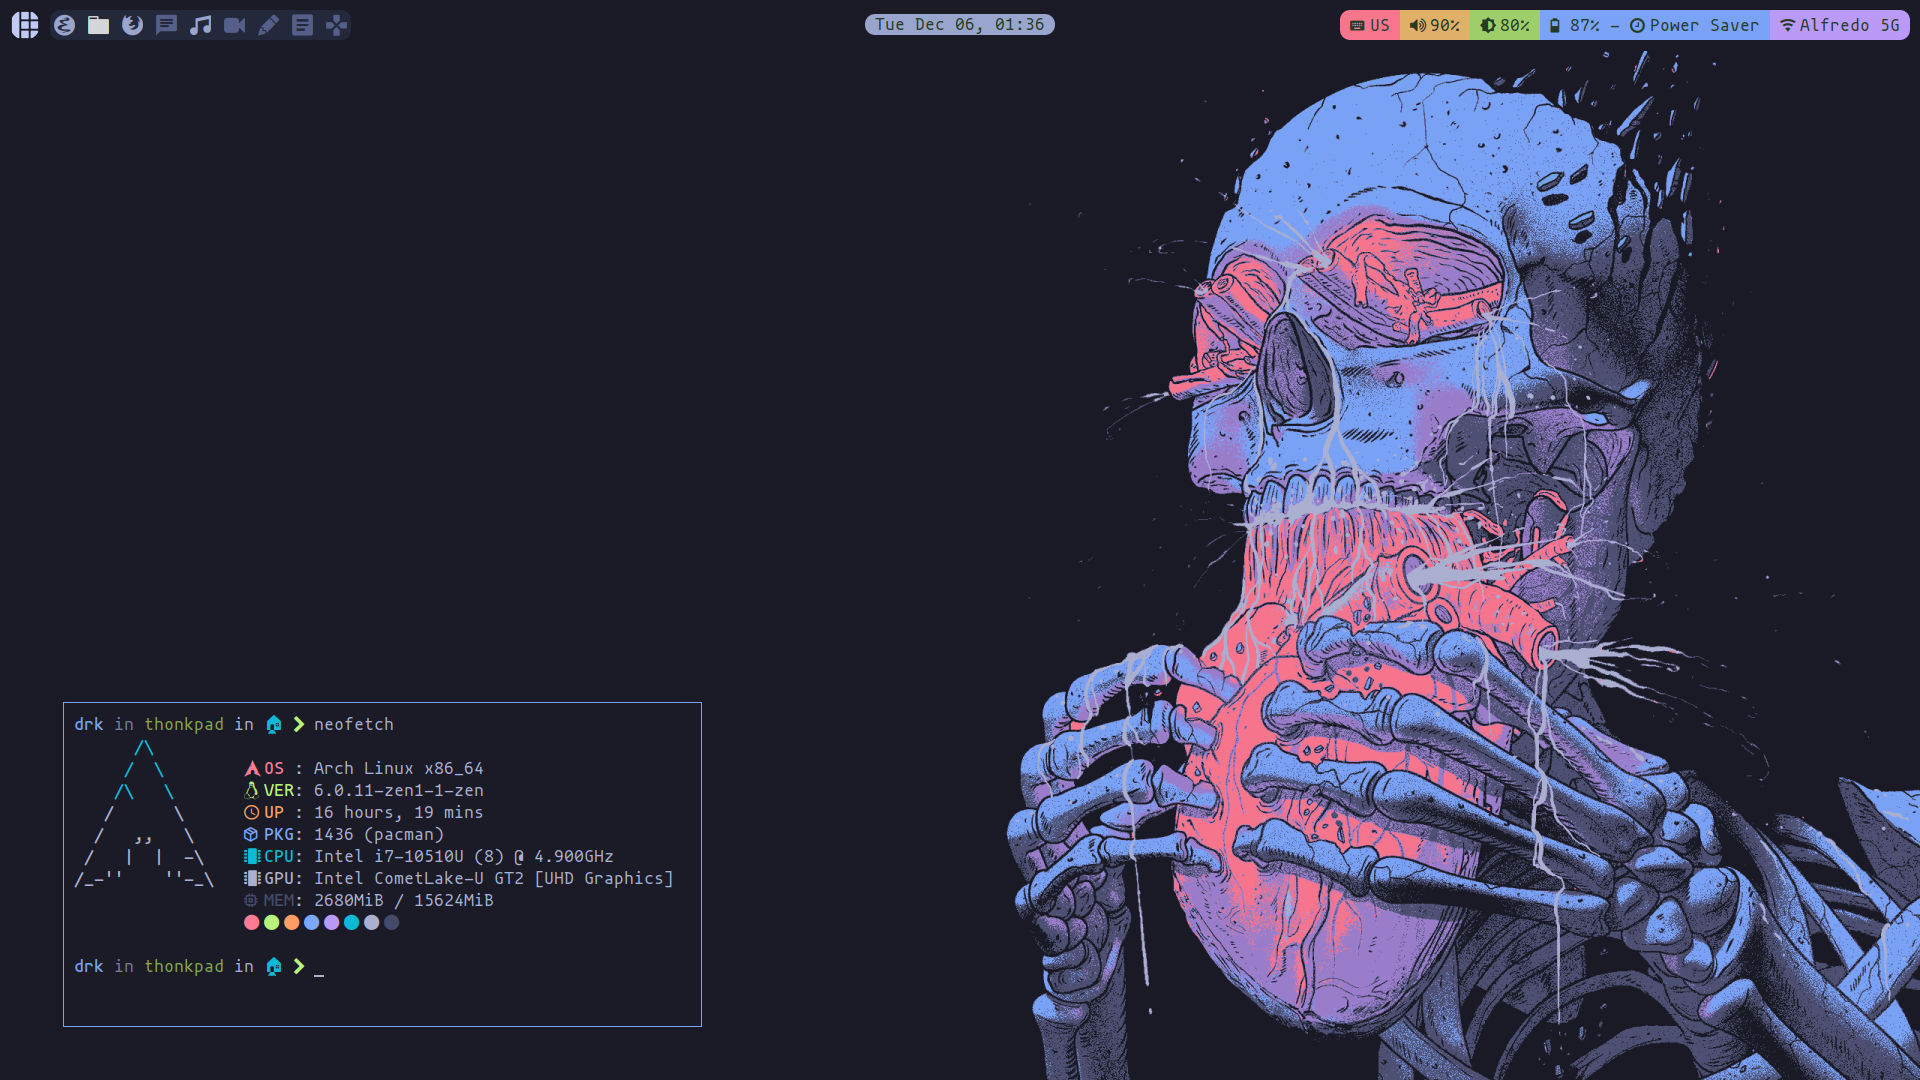 Tue Dec 06, 01:36
US 90% 80% 87% – Power Saver Alfredo 5G
drk in thonkpad in ❯ neofetch
OS : Arch Linux x86_64
VER: 6.0.11-zen1-1-zen
UP : 16 hours, 19 mins
PKG: 1436 (pacman)
CPU: Intel i7-10510U (8) @ 4.900GHz
GPU: Intel CometLake-U GT2 [UHD Graphics]
MEM: 2680MiB / 15624MiB
drk in thonkpad in ❯ _